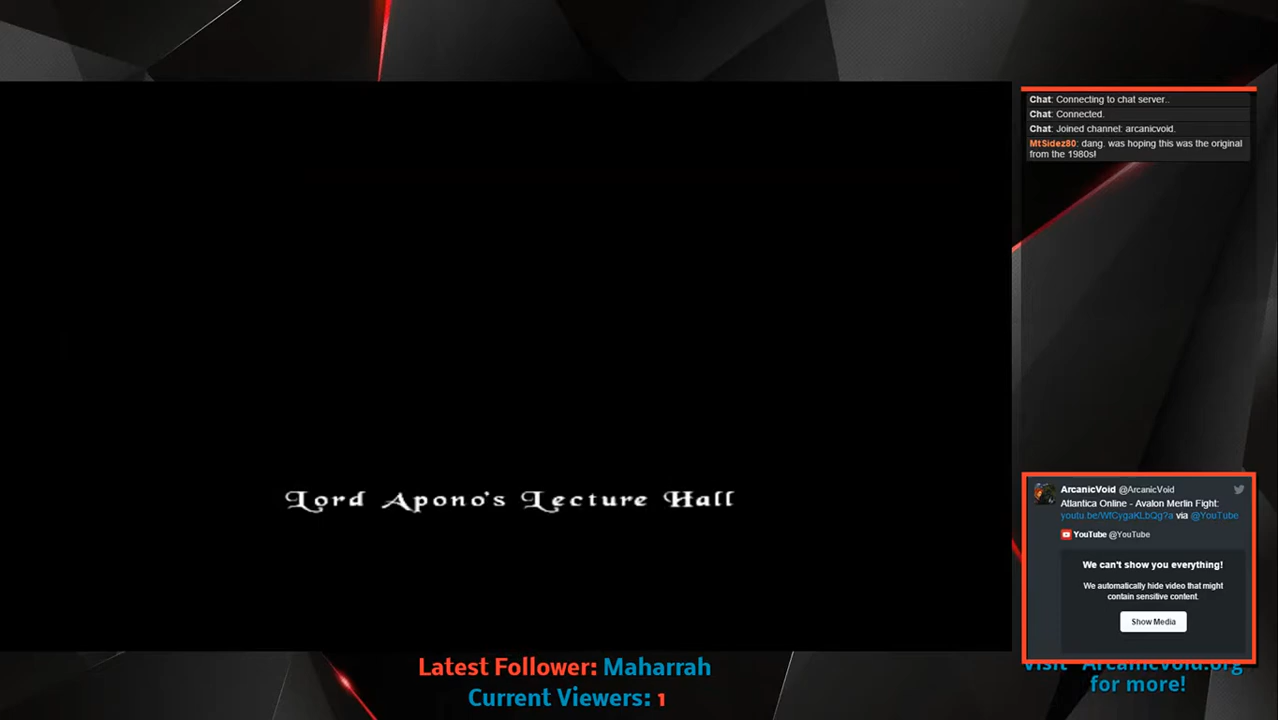 Chat: Connecting to chat server..
Chat: Connected.
Chat: Joined channel: arcanicvoid.
MtSidez80: dang. was hoping this was the original
from the 1980s!
Lord Apono's Lecture Hall
ArcanicVoid @ArcanicVoid
Atlantica Online - Avalon Merlin Fight:
youtu.be/WfCygaKLbQg?a via @YouTube
YouTube @YouTube
We can't show you everything!
We automatically hide video that might
contain sensitive content.
Show Media
Visit ArcanicVoid.org
for more!
Latest Follower: Maharrah
Current Viewers: 1